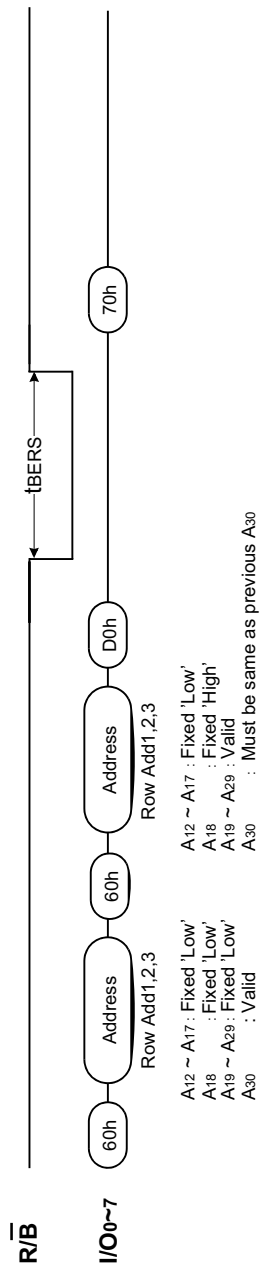 R/B
tBERS
I/O0~7
60h
Address
60h
Address
D0h
70h
Row Add1,2,3
Row Add1,2,3
A12 ~ A17 : Fixed 'Low'
A18 : Fixed 'Low'
A19 ~ A29 : Fixed 'Low'
A30 : Valid
A12 ~ A17 : Fixed 'Low'
A18 : Fixed 'High'
A19 ~ A29 : Valid
A30 : Must be same as previous A30